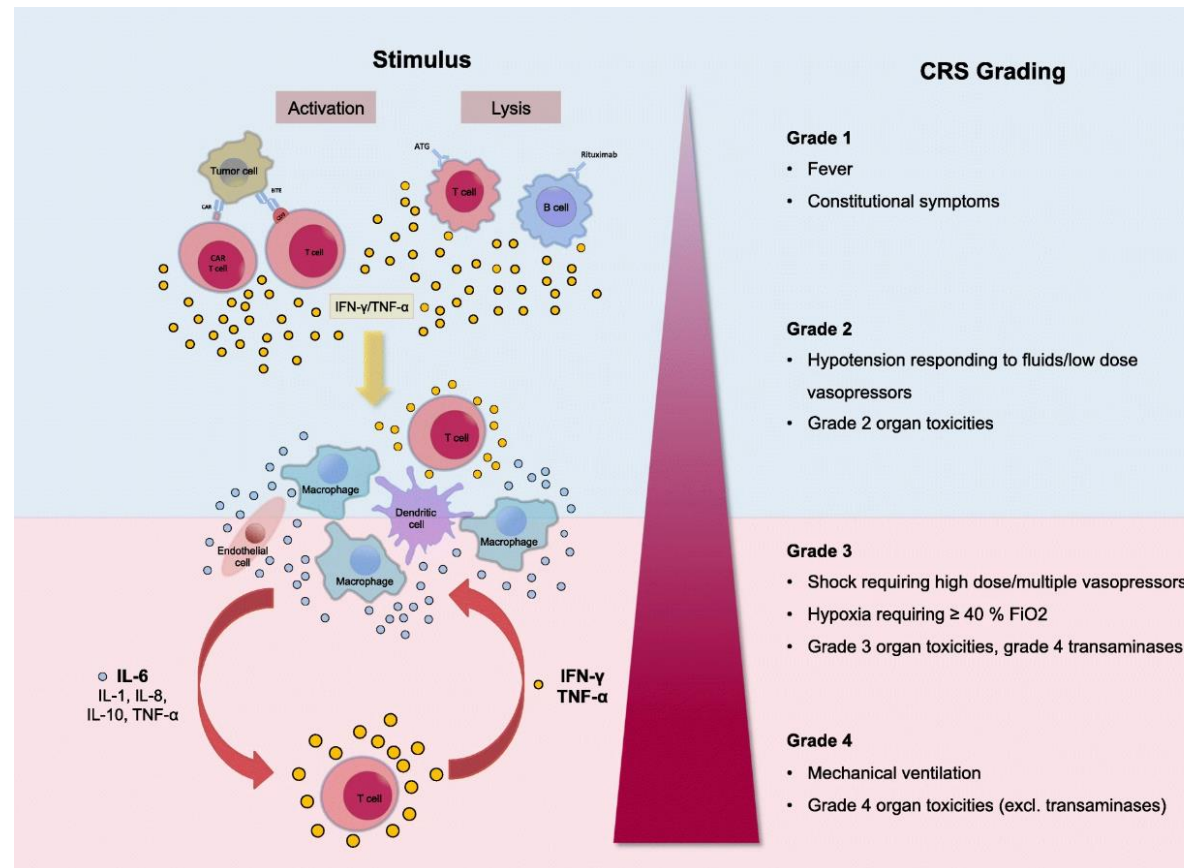 Stimulus
CRS Grading
Activation
Lysis
ATG
Rituximab
Tumor cell
BITE
CAR
T cell
B cell
CAR
T cell
T cell
IFN-γ/TNF-α
T cell
Macrophage
Dendritic
cell
Macrophage
Endothelial
cell
Macrophage
IL-6
IL-1, IL-8,
IL-10, TNF-α
IFN-γ
TNF-α
T cell
Grade 1
• Fever
• Constitutional symptoms
Grade 2
• Hypotension responding to fluids/low dose
vasopressors
• Grade 2 organ toxicities
Grade 3
• Shock requiring high dose/multiple vasopressors
• Hypoxia requiring ≥ 40 % FiO2
• Grade 3 organ toxicities, grade 4 transaminases
Grade 4
• Mechanical ventilation
• Grade 4 organ toxicities (excl. transaminases)